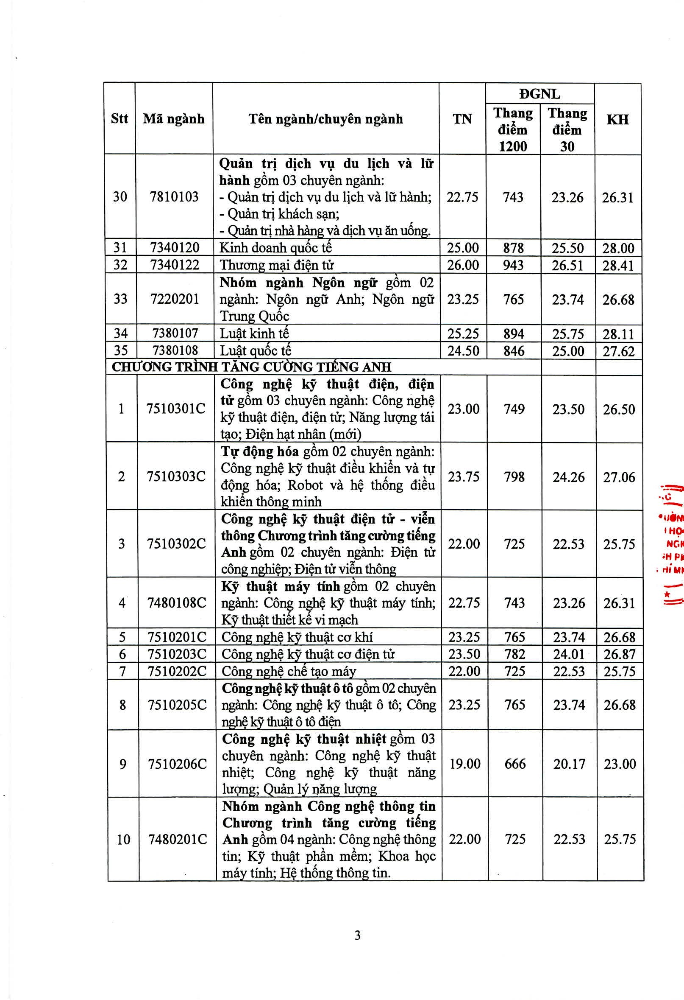 Stt Mã ngành Tên ngành/chuyên ngành TN ĐGNL KH
Thang điểm 1200 Thang điểm 30
30 7810103 Quản trị dịch vụ du lịch và lữ
hành gồm 03 chuyên ngành:
- Quản trị dịch vụ du lịch và lữ hành; 22.75 743 23.26 26.31
- Quản trị khách sạn;
- Quản trị nhà hàng và dịch vụ ăn uống.
31 7340120 Kinh doanh quốc tế 25.00 878 25.50 28.00
32 7340122 Thương mại điện tử 26.00 943 26.51 28.41
Nhóm ngành Ngôn ngữ gồm 02
33 7220201 ngành: Ngôn ngữ Anh; Ngôn ngữ 23.25 765 23.74 26.68
Trung Quốc
34 7380107 Luật kinh tế 25.25 894 25.75 28.11
35 7380108 Luật quốc tế 24.50 846 25.00 27.62
CHƯƠNG TRÌNH TĂNG CƯỜNG TIẾNG ANH
Công nghệ kỹ thuật điện, điện
1 7510301C tử gồm 03 chuyên ngành: Công nghệ 23.00 749 23.50 26.50
kỹ thuật điện, điện tử; Năng lượng tái
tạo; Điện hạt nhân (mới)
Tự động hóa gồm 02 chuyên ngành:
2 7510303C Công nghệ kỹ thuật điều khiển và tự 23.75 798 24.26 27.06
động hóa; Robot và hệ thống điều
khiển thông minh
Công nghệ kỹ thuật điện tử - viễn
thông Chương trình tăng cường tiếng
3 7510302C Anh gồm 02 chuyên ngành: Điện tử 22.00 725 22.53 25.75
công nghiệp; Điện tử viễn thông
Kỹ thuật máy tính gồm 02 chuyên
4 7480108C ngành: Công nghệ kỹ thuật máy tính; 22.75 743 23.26 26.31
Kỹ thuật thiết kế vi mạch
5 7510201C Công nghệ kỹ thuật cơ khí 23.25 765 23.74 26.68
6 7510203C Công nghệ kỹ thuật cơ điện tử 23.50 782 24.01 26.87
7 7510202C Công nghệ chế tạo máy 22.00 725 22.53 25.75
Công nghệ kỹ thuật ô tô gồm 02 chuyên
8 7510205C ngành: Công nghệ kỹ thuật ô tô; Công 23.25 765 23.74 26.68
nghệ kỹ thuật ô tô điện
Công nghệ kỹ thuật nhiệt gồm 03
9 7510206C chuyên ngành: Công nghệ kỹ thuật 19.00 666 20.17 23.00
nhiệt; Công nghệ kỹ thuật năng
lượng; Quản lý năng lượng
Nhóm ngành Công nghệ thông tin
Chương trình tăng cường tiếng
10 7480201C Anh gồm 04 ngành: Công nghệ thông 22.00 725 22.53 25.75
tin; Kỹ thuật phần mềm; Khoa học
máy tính; Hệ thống thông tin.
3